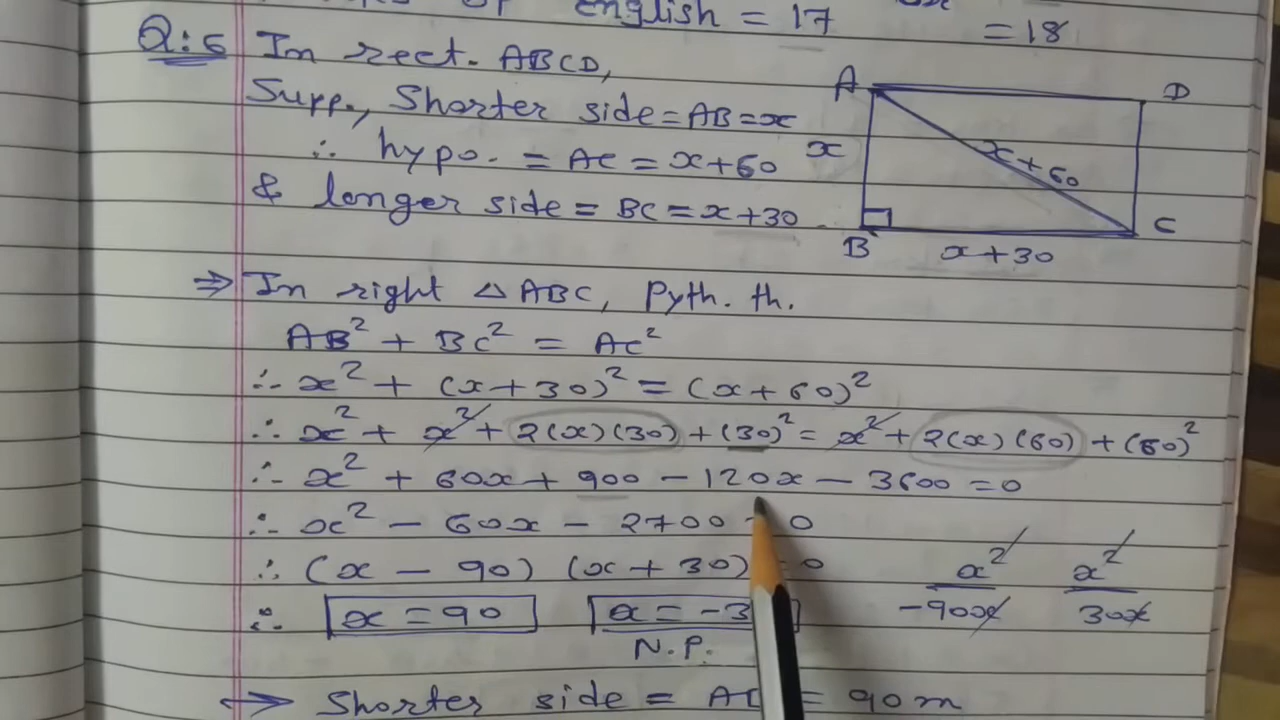 english = 17
= 18
Q:6 In rect. ABCD,
Supp., Shorter side = AB = x
∴ hypo. = AC = x+60
& longer side = BC = x+30
A D
x x+60
B C
x+30
⇒ In right △ ABC, Pyth. th.
AB² + BC² = AC²
∴ x² + (x+30)² = (x+60)²
∴ x² + x² + 2(x)(30) + (30)² = x² + 2(x)(60) + (60)²
∴ x² + 60x + 900 - 120x - 3600 = 0
∴ x² - 60x - 2700 0
∴ (x - 90) (x + 30) = 0 x² x²
∴ x = 90 x = -3 -90x 30x
N.P.
→ Shorter side = = 90m